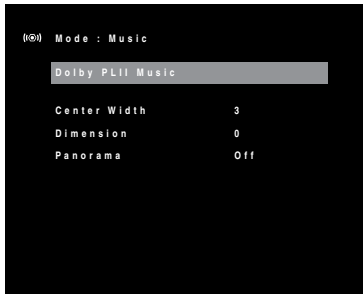 Mode : Music
Dolby PLII Music
Center Width 3
Dimension 0
Panorama Off